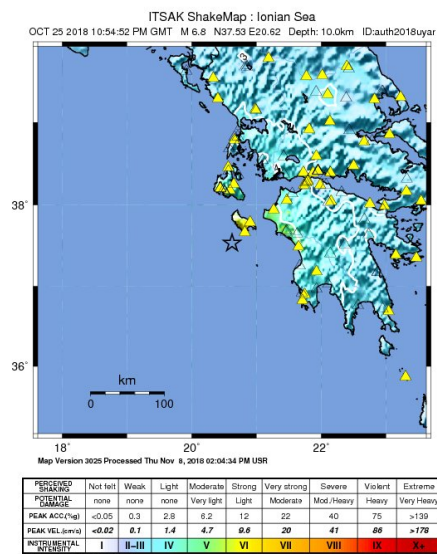 ITSAK ShakeMap : Ionian Sea
OCT 25 2018 10:54:52 PM GMT M 6.8 N37.53 E20.62 Depth: 10.0km ID:auth2018uyar
38˚
36˚
km
0 100
18˚ 20˚ 22˚
Map Version 3025 Processed Thu Nov 8, 2018 02:04:34 PM USR
PERCEIVED SHAKING Not felt Weak Light Moderate Strong Very strong Severe Violent Extreme
POTENTIAL DAMAGE none none none Very light Light Moderate Mod./Heavy Heavy Very Heavy
PEAK ACC.(%g) <0.05 0.3 2.8 6.2 12 22 40 75 >139
PEAK VEL.(cm/s) <0.02 0.1 1.4 4.7 9.6 20 41 86 >178
INSTRUMENTAL INTENSITY I II–III IV V VI VII VIII IX X+